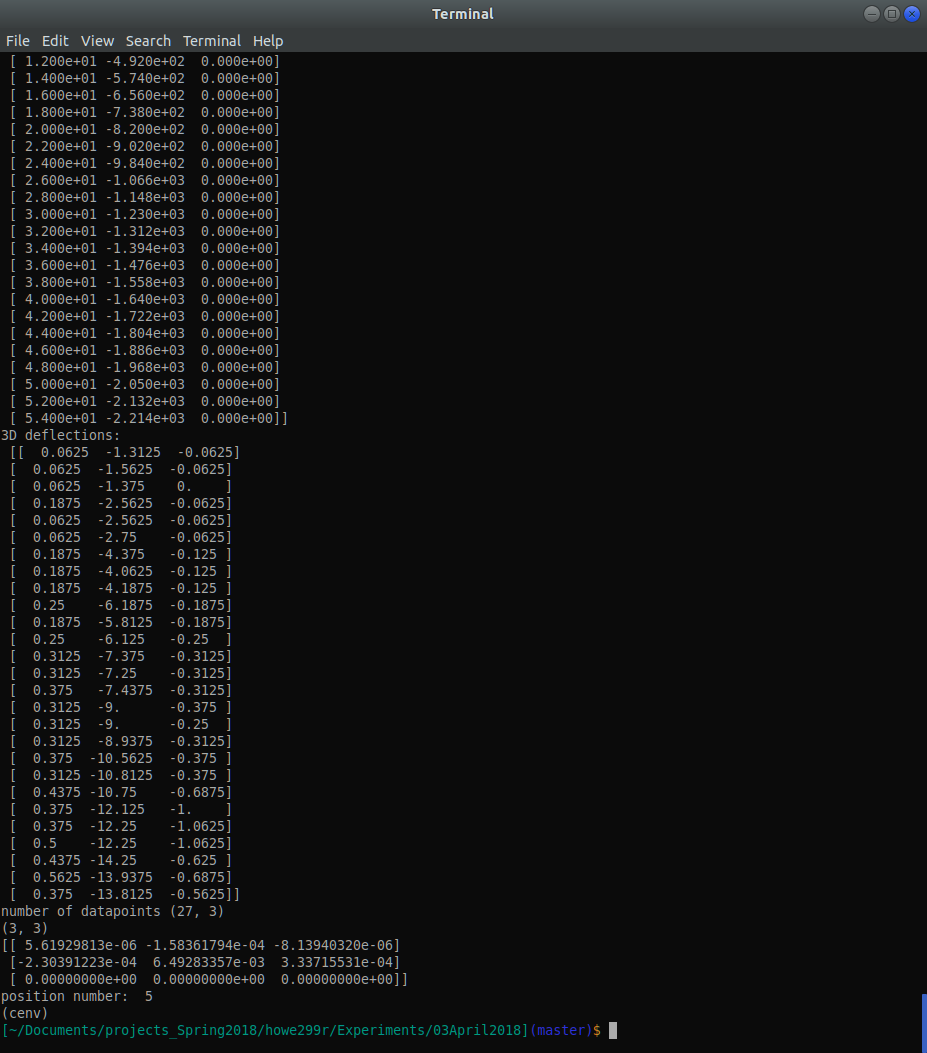 Terminal
File Edit View Search Terminal Help
[ 1.200e+01 -4.920e+02  0.000e+00]
[ 1.400e+01 -5.740e+02  0.000e+00]
[ 1.600e+01 -6.560e+02  0.000e+00]
[ 1.800e+01 -7.380e+02  0.000e+00]
[ 2.000e+01 -8.200e+02  0.000e+00]
[ 2.200e+01 -9.020e+02  0.000e+00]
[ 2.400e+01 -9.840e+02  0.000e+00]
[ 2.600e+01 -1.066e+03  0.000e+00]
[ 2.800e+01 -1.148e+03  0.000e+00]
[ 3.000e+01 -1.230e+03  0.000e+00]
[ 3.200e+01 -1.312e+03  0.000e+00]
[ 3.400e+01 -1.394e+03  0.000e+00]
[ 3.600e+01 -1.476e+03  0.000e+00]
[ 3.800e+01 -1.558e+03  0.000e+00]
[ 4.000e+01 -1.640e+03  0.000e+00]
[ 4.200e+01 -1.722e+03  0.000e+00]
[ 4.400e+01 -1.804e+03  0.000e+00]
[ 4.600e+01 -1.886e+03  0.000e+00]
[ 4.800e+01 -1.968e+03  0.000e+00]
[ 5.000e+01 -2.050e+03  0.000e+00]
[ 5.200e+01 -2.132e+03  0.000e+00]
[ 5.400e+01 -2.214e+03  0.000e+00]]
3D deflections:
[[  0.0625  -1.3125  -0.0625]
[  0.0625  -1.5625  -0.0625]
[  0.0625  -1.375    0.    ]
[  0.1875  -2.5625  -0.0625]
[  0.0625  -2.5625  -0.0625]
[  0.0625  -2.75    -0.0625]
[  0.1875  -4.375   -0.125 ]
[  0.1875  -4.0625  -0.125 ]
[  0.1875  -4.1875  -0.125 ]
[  0.25    -6.1875  -0.1875]
[  0.1875  -5.8125  -0.1875]
[  0.25    -6.125   -0.25  ]
[  0.3125  -7.375   -0.3125]
[  0.3125  -7.25    -0.3125]
[  0.375   -7.4375  -0.3125]
[  0.3125  -9.      -0.375 ]
[  0.3125  -9.      -0.25  ]
[  0.3125  -8.9375  -0.3125]
[  0.375  -10.5625  -0.375 ]
[  0.3125 -10.8125  -0.375 ]
[  0.4375 -10.75    -0.6875]
[  0.375  -12.125   -1.    ]
[  0.375  -12.25    -1.0625]
[  0.5    -12.25    -1.0625]
[  0.4375 -14.25    -0.625 ]
[  0.5625 -13.9375  -0.6875]
[  0.375  -13.8125  -0.5625]]
number of datapoints (27, 3)
(3, 3)
[[ 5.61929813e-06 -1.58361794e-04 -8.13940320e-06]
[-2.30391223e-04  6.49283357e-03  3.33715531e-04]
[ 0.00000000e+00  0.00000000e+00  0.00000000e+00]]
position number:  5
(cenv)
[~/Documents/projects_Spring2018/howe299r/Experiments/03April2018](master)$